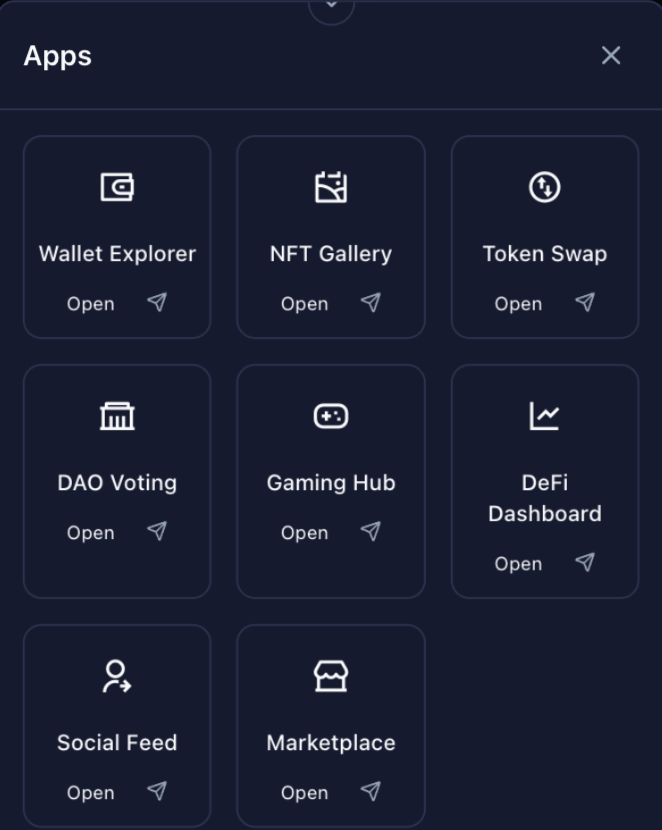 Apps
Wallet Explorer
NFT Gallery
Token Swap
Open
Open
Open
DAO Voting
Gaming Hub
DeFi
Dashboard
Open
Open
Open
Social Feed
Marketplace
Open
Open